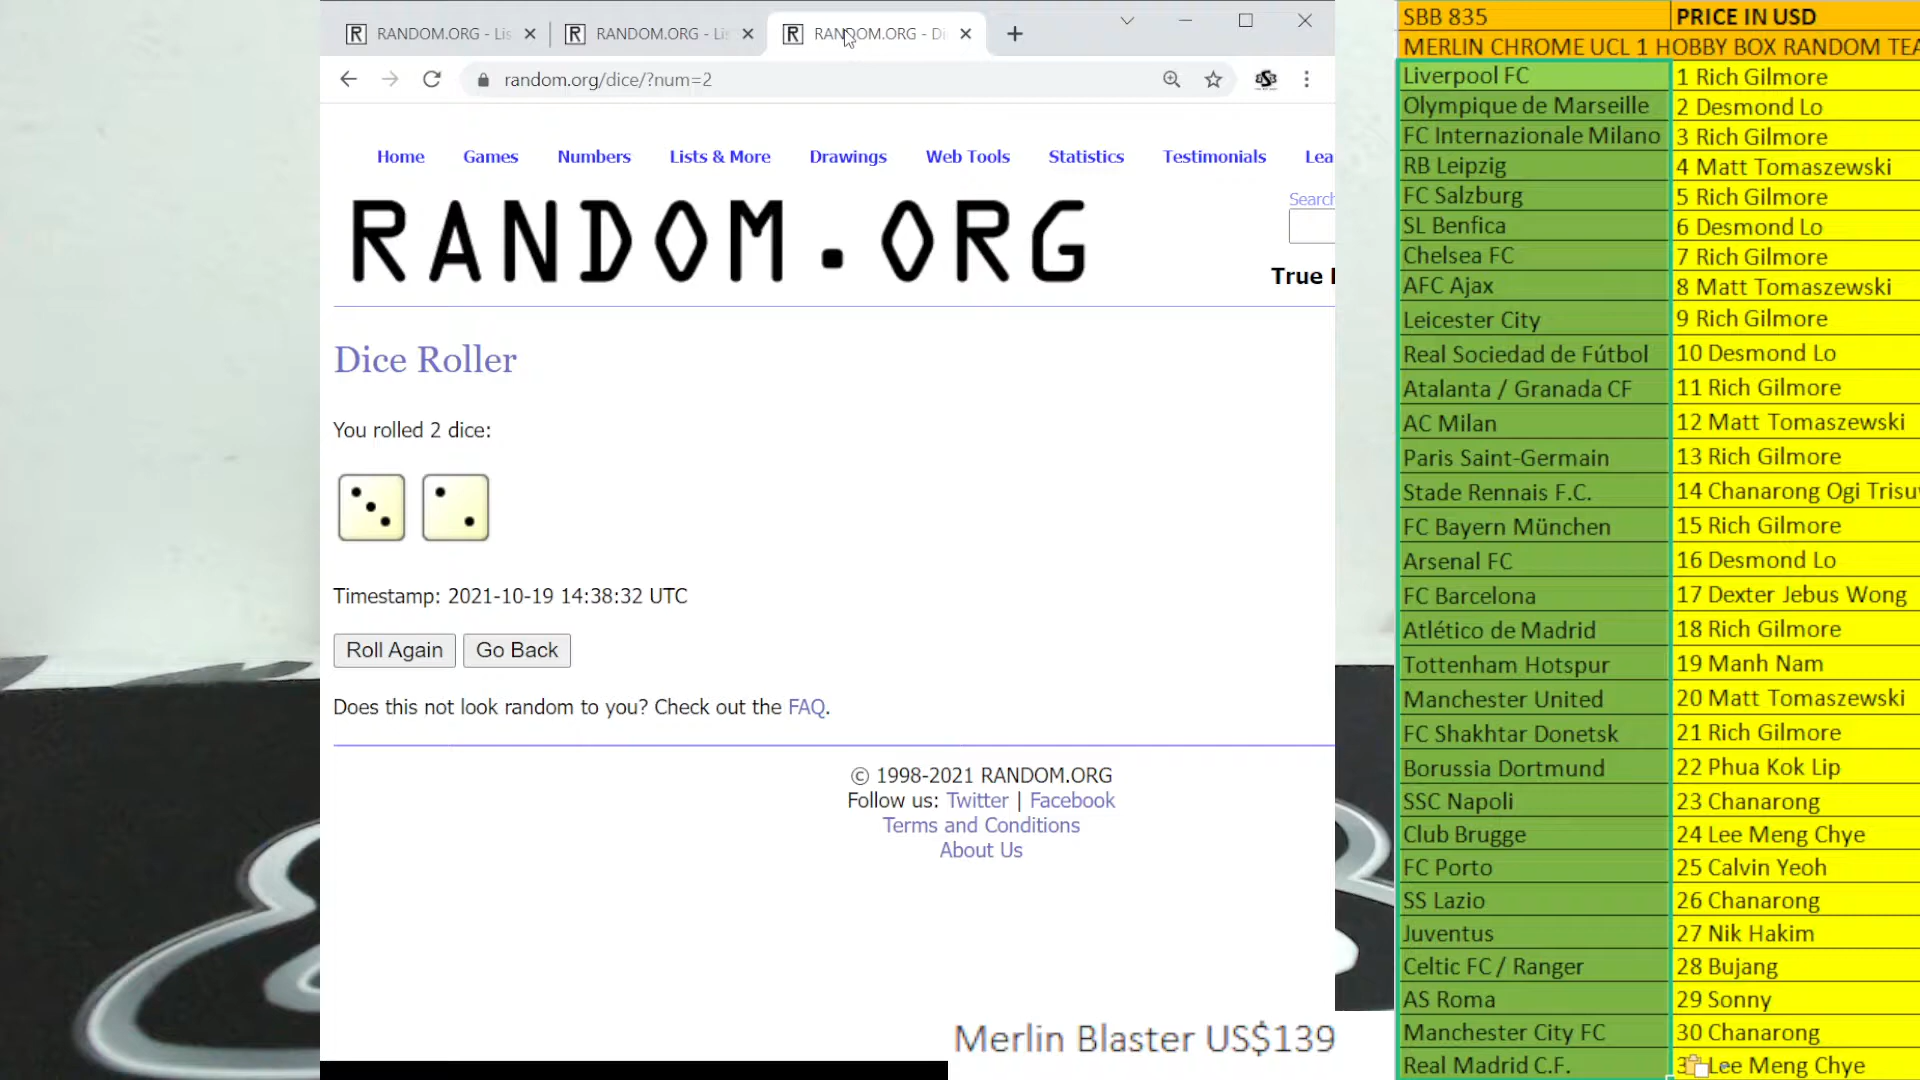 RANDOM.ORG - Lis
RANDOM.ORG - Lis
RANDOM.ORG - Di
random.org/dice/?num=2
Home Games Numbers Lists & More Drawings Web Tools Statistics Testimonials Lea
Search
RANDOM.ORG
True
Dice Roller
You rolled 2 dice:
Timestamp: 2021-10-19 14:38:32 UTC
Roll Again Go Back
Does this not look random to you? Check out the FAQ.
© 1998-2021 RANDOM.ORG
Follow us: Twitter | Facebook
Terms and Conditions
About Us
Merlin Blaster US$139
SBB 835 PRICE IN USD
MERLIN CHROME UCL 1 HOBBY BOX RANDOM TEA
Liverpool FC 1 Rich Gilmore
Olympique de Marseille 2 Desmond Lo
FC Internazionale Milano 3 Rich Gilmore
RB Leipzig 4 Matt Tomaszewski
FC Salzburg 5 Rich Gilmore
SL Benfica 6 Desmond Lo
Chelsea FC 7 Rich Gilmore
AFC Ajax 8 Matt Tomaszewski
Leicester City 9 Rich Gilmore
Real Sociedad de Fútbol 10 Desmond Lo
Atalanta / Granada CF 11 Rich Gilmore
AC Milan 12 Matt Tomaszewski
Paris Saint-Germain 13 Rich Gilmore
Stade Rennais F.C. 14 Chanarong Ogi Trisuw
FC Bayern München 15 Rich Gilmore
Arsenal FC 16 Desmond Lo
FC Barcelona 17 Dexter Jebus Wong
Atlético de Madrid 18 Rich Gilmore
Tottenham Hotspur 19 Manh Nam
Manchester United 20 Matt Tomaszewski
FC Shakhtar Donetsk 21 Rich Gilmore
Borussia Dortmund 22 Phua Kok Lip
SSC Napoli 23 Chanarong
Club Brugge 24 Lee Meng Chye
FC Porto 25 Calvin Yeoh
SS Lazio 26 Chanarong
Juventus 27 Nik Hakim
Celtic FC / Ranger 28 Bujang
AS Roma 29 Sonny
Manchester City FC 30 Chanarong
Real Madrid C.F. Lee Meng Chye